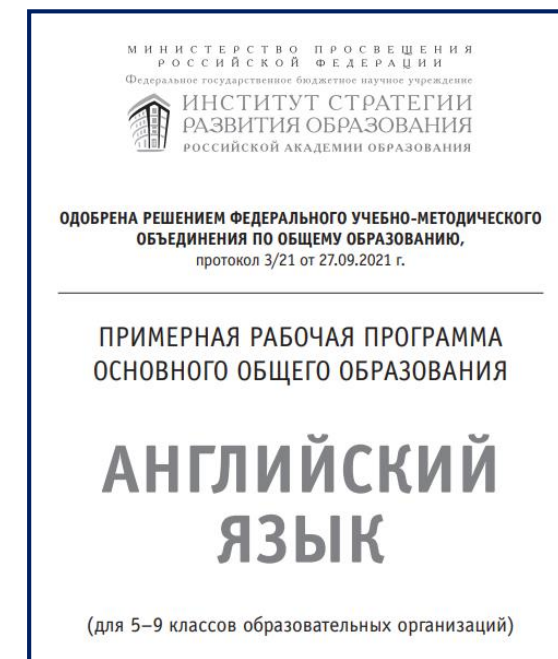 МИНИСТЕРСТВО ПРОСВЕЩЕНИЯ
РОССИЙСКОЙ ФЕДЕРАЦИИ
Федеральное государственное бюджетное научное учреждение
ИНСТИТУТ СТРАТЕГИИ
РАЗВИТИЯ ОБРАЗОВАНИЯ
РОССИЙСКОЙ АКАДЕМИИ ОБРАЗОВАНИЯ
ОДОБРЕНА РЕШЕНИЕМ ФЕДЕРАЛЬНОГО УЧЕБНО-МЕТОДИЧЕСКОГО
ОБЪЕДИНЕНИЯ ПО ОБЩЕМУ ОБРАЗОВАНИЮ,
протокол 3/21 от 27.09.2021 г.
ПРИМЕРНАЯ РАБОЧАЯ ПРОГРАММА
ОСНОВНОГО ОБЩЕГО ОБРАЗОВАНИЯ
АНГЛИЙСКИЙ
ЯЗЫК
(для 5–9 классов образовательных организаций)